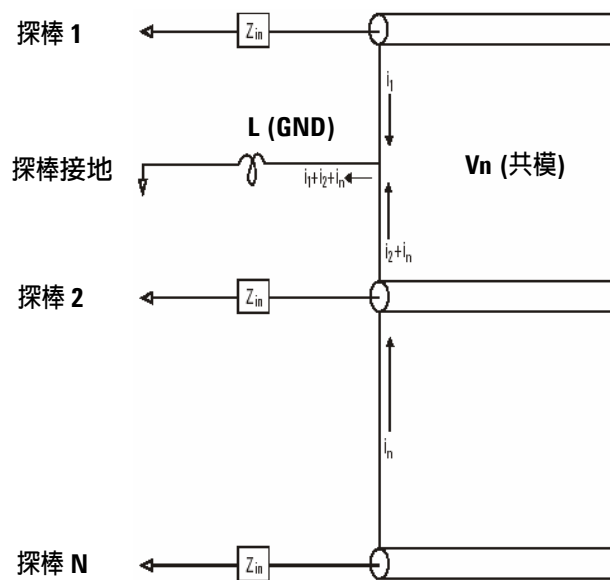 探棒 1
Zin
i1
L (GND)
探棒接地
i1+i2+in
Vn (共模)
i2+in
探棒 2
Zin
in
探棒 N
Zin